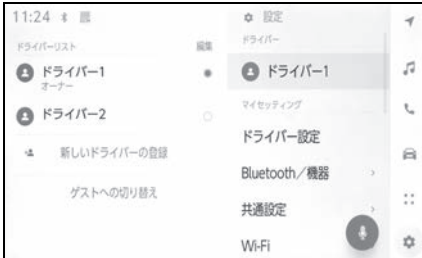 11:24
ドライバーリスト 編集
ドライバー1
オーナー
ドライバー2
新しいドライバーの登録
ゲストへの切り替え
設定
ドライバー
ドライバー1
マイセッティング
ドライバー設定
Bluetooth／機器
共通設定
Wi-Fi